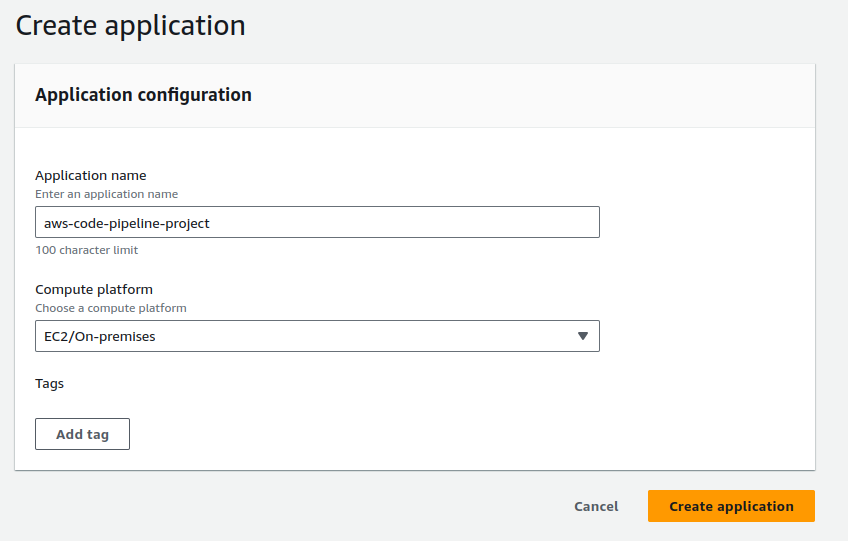 Create application
Application configuration
Application name
Enter an application name
aws-code-pipeline-project
100 character limit
Compute platform
Choose a compute platform
EC2/On-premises
Tags
Add tag
Cancel
Create application